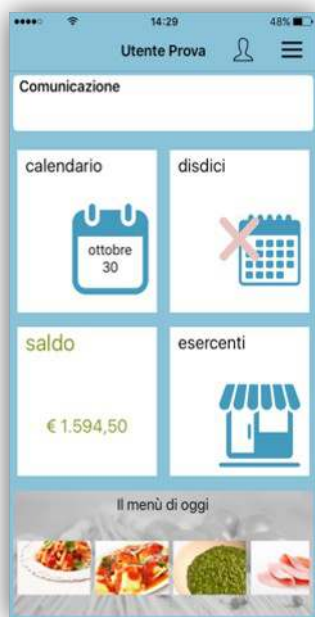 14:29
48%
Utente Prova
Comunicazione
calendario
disdici
ottobre
30
saldo
esercenti
€ 1.594,50
Il menù di oggi